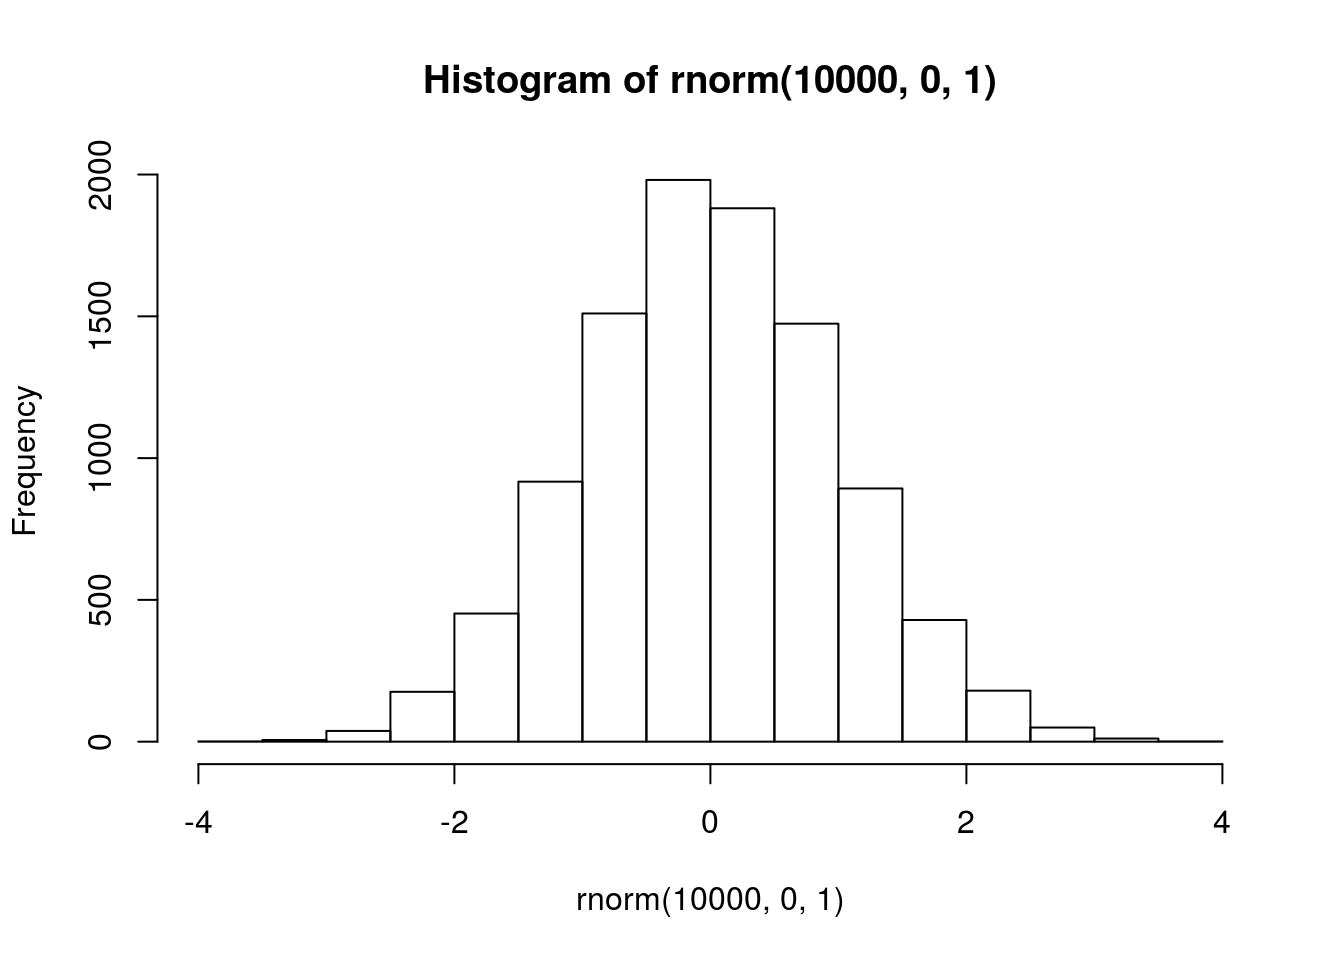 Histogram of rnorm(10000, 0, 1)
Frequency
2000
1500
1000
500
0
-4 -2 0 2 4
rnorm(10000, 0, 1)